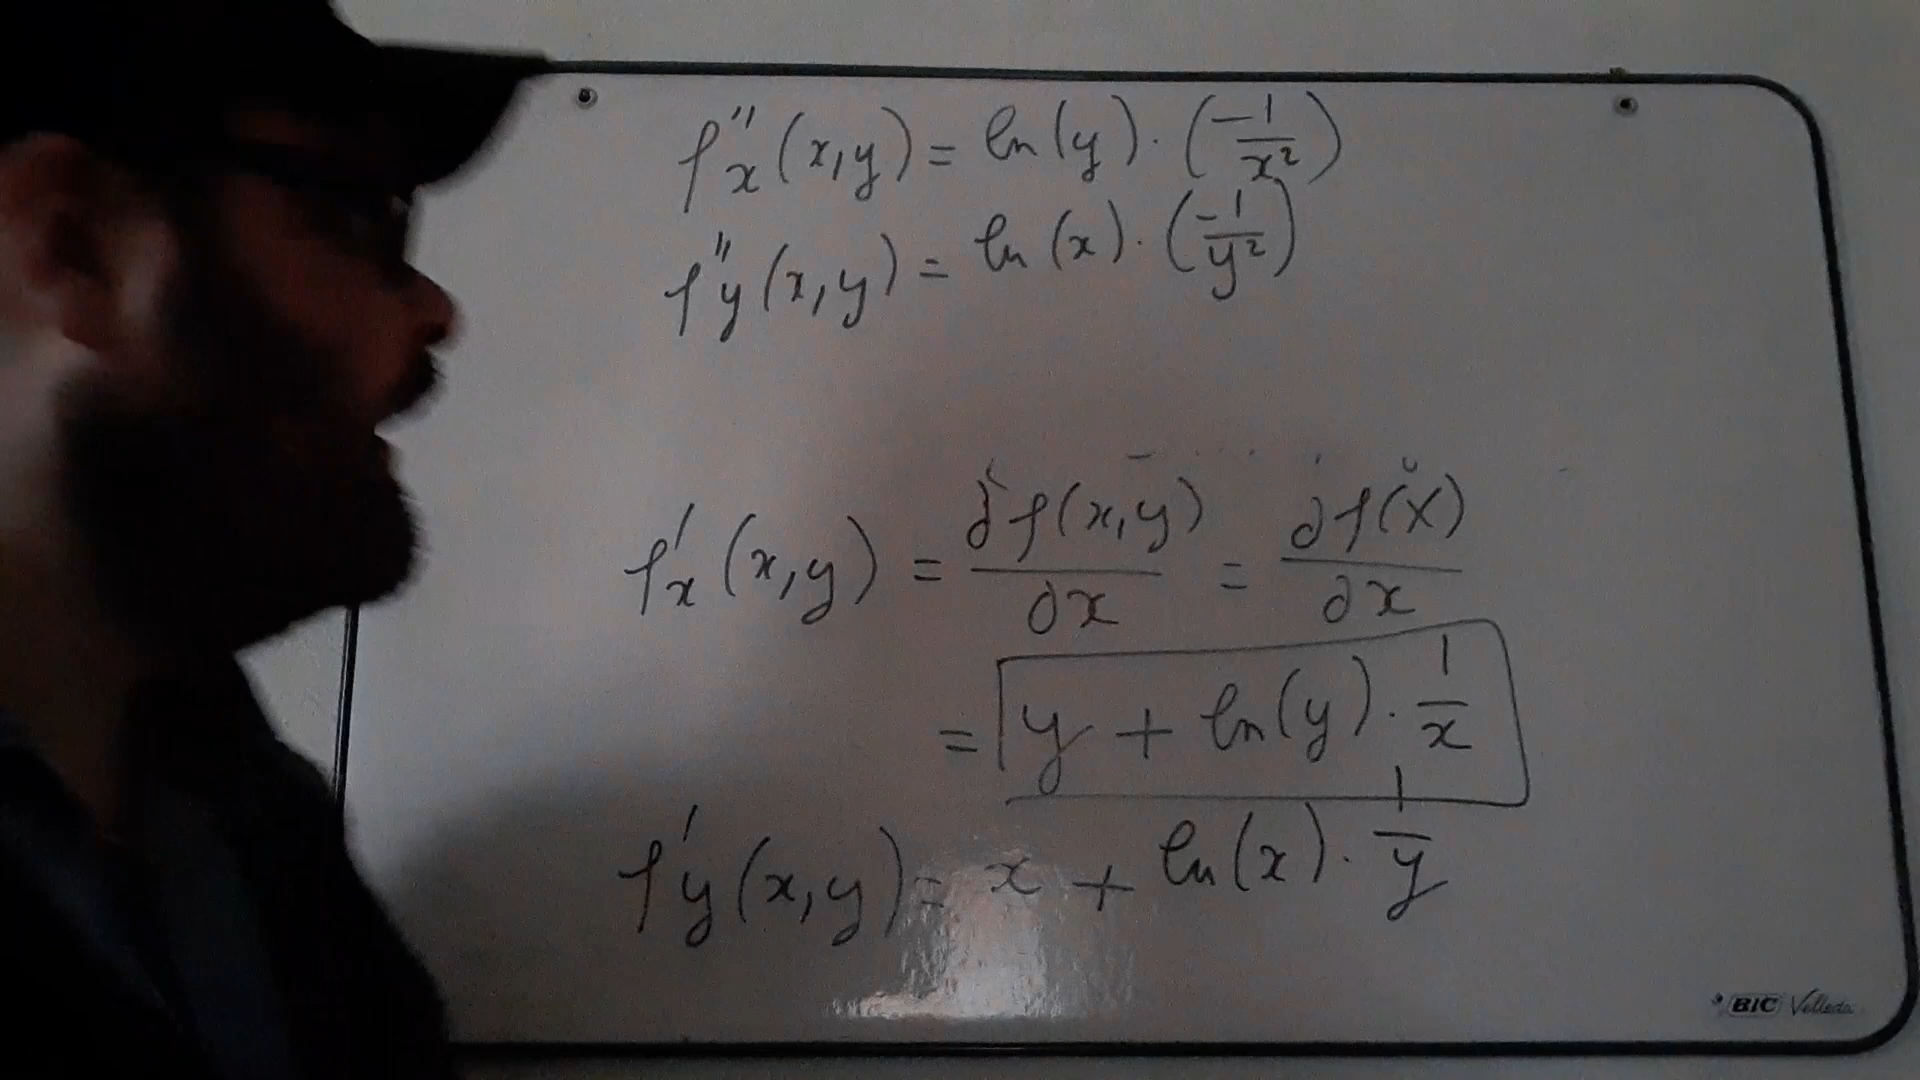 f''x(x,y) = ln(y)·(-1/x²)
f''y(x,y) = ln(x)·(-1/y²)
f'x(x,y) = ∂f(x,y)/∂x = ∂f(X)/∂x
= y + ln(y)·1/x
f'y(x,y) = x + ln(x)·1/y
BIC Velleda